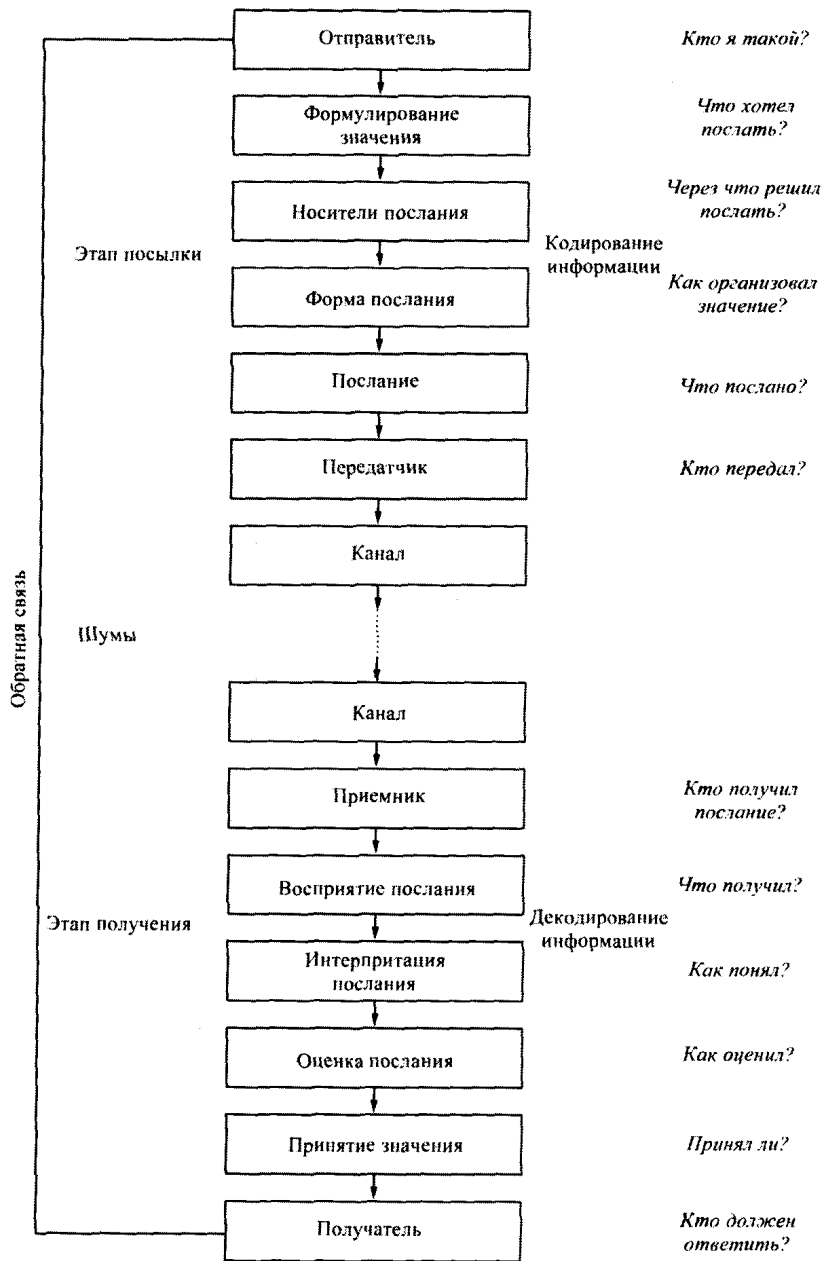 Отправитель
Кто я такой?
Формулирование
значения
Что хотел
послать?
Носители послания
Через что решил
послать?
Этап посылки
Кодирование
информации
Форма послания
Как организовал
значение?
Послание
Что послано?
Передатчик
Кто передал?
Канал
Обратная связь
Шумы
Канал
Приемник
Кто получил
послание?
Восприятие послания
Что получил?
Этап получения
Декодирование
информации
Интерпритация
послания
Как понял?
Оценка послания
Как оценил?
Принятие значения
Принял ли?
Получатель
Кто должен
ответить?